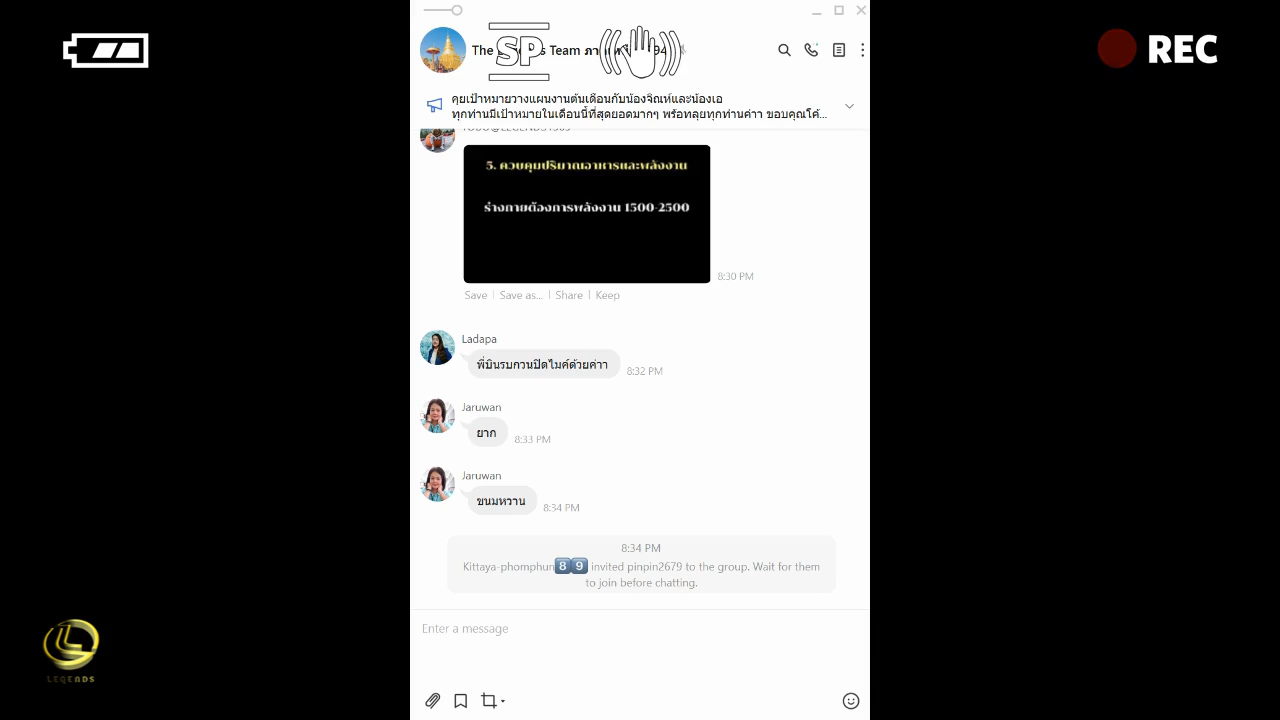 REC
SP
The
s Team
94
คุยเป้าหมายวางแผนงานต้นเดือนกับน้องจิณห์และน้องเอ
ทุกท่านมีเป้าหมายในเดือนนี้ที่สุดยอดมากๆ พร้อทลุยทุกท่านค่าา ขอบคุณโค้...
5. ควบคุมปริมาณอาหารและพลังงาน
ร่างกายต้องการพลังงาน 1500-2500
8:30 PM
Save | Save as... | Share | Keep
Ladapa
พี่บินรบกวนปิดไมค์ด้วยค่าา
8:32 PM
Jaruwan
ยาก
8:33 PM
Jaruwan
ขนมหวาน
8:34 PM
8:34 PM
Kittaya-phomphun 8 9 invited pinpin2679 to the group. Wait for them
to join before chatting.
Enter a message
LEGENDS